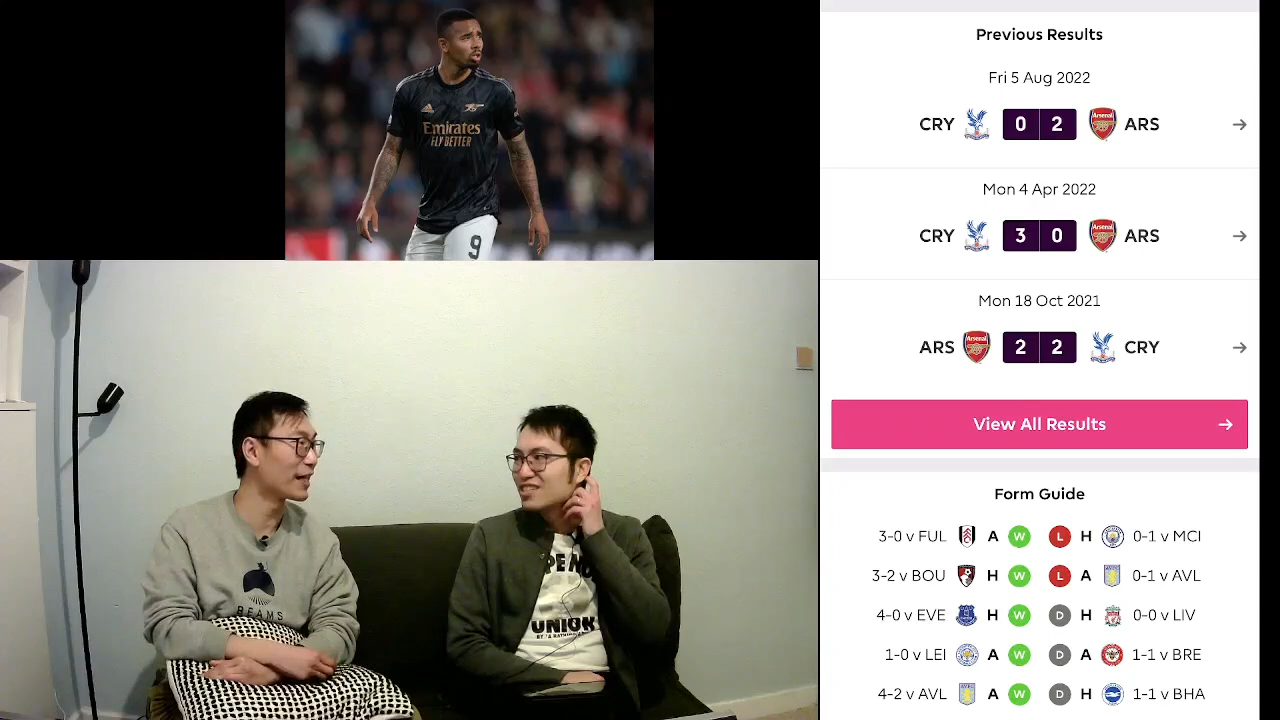 Emirates
FLY BETTER
9
BEAMS
UNION
Previous Results
Fri 5 Aug 2022
CRY 0 2 Arsenal ARS
Mon 4 Apr 2022
CRY 3 0 Arsenal ARS
Mon 18 Oct 2021
ARS Arsenal 2 2 CRY
View All Results
Form Guide
3-0 v FUL A W L H 0-1 v MCI
3-2 v BOU H W L A 0-1 v AVL
4-0 v EVE H W D H 0-0 v LIV
1-0 v LEI A W D A 1-1 v BRE
4-2 v AVL A W D H 1-1 v BHA